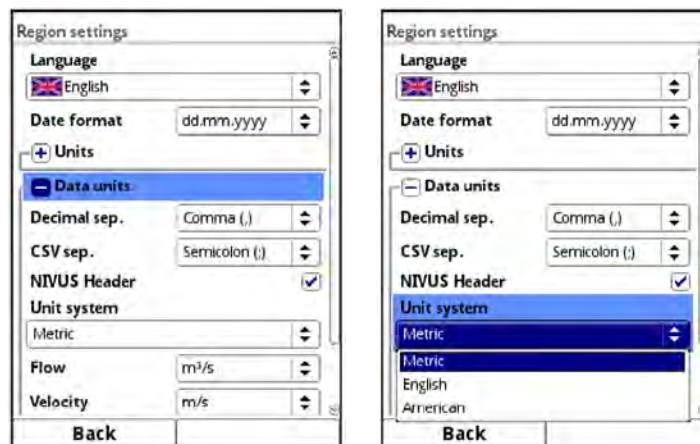 Region settings
Language
English
Date format dd.mm.yyyy
Units
Data units
Decimal sep. Comma (,)
CSV sep. Semicolon (;)
NIVUS Header
Unit system
Metric
Flow m³/s
Velocity m/s
Back
Region settings
Language
English
Date format dd.mm.yyyy
Units
Data units
Decimal sep. Comma (,)
CSV sep. Semicolon (;)
NIVUS Header
Unit system
Metric
Metric
English
American
Back